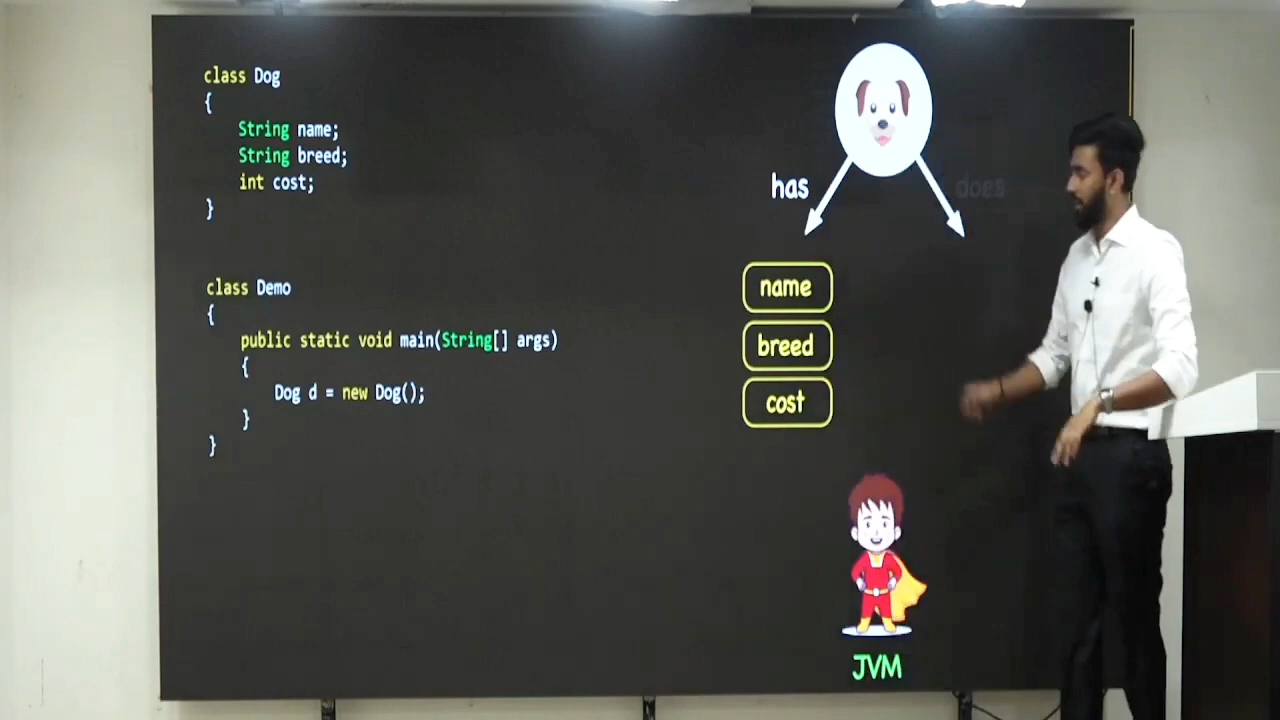 class Dog
{
String name;
String breed;
int cost;
}
class Demo
{
public static void main(String[] args)
{
Dog d = new Dog();
}
}
has
does
name
breed
cost
JVM